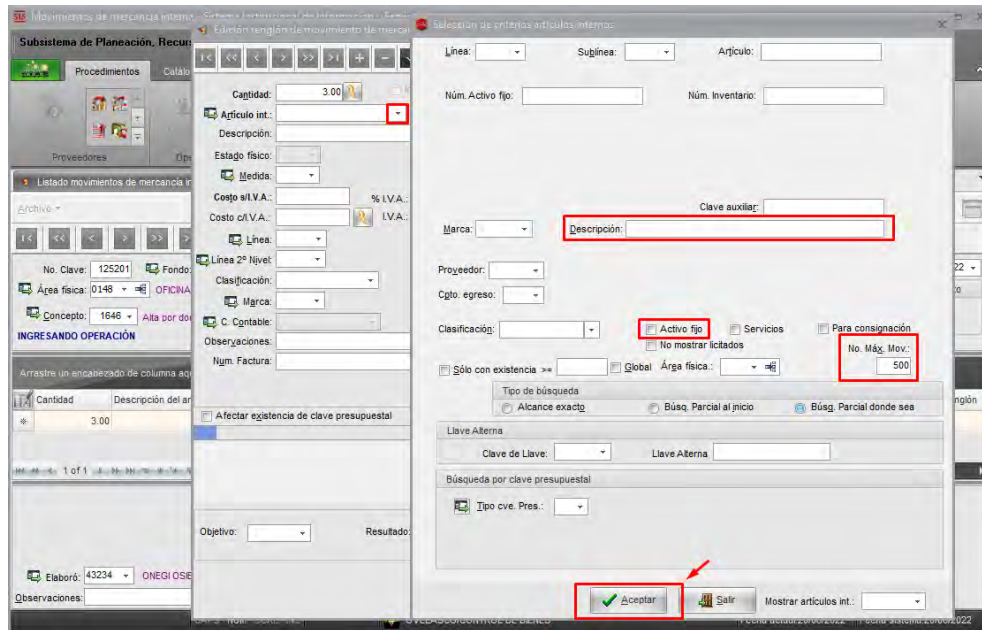 Movimientos de mercancía interna
Subsistema de Planeación, Recurs
Procedimientos Catálo
Proveedores Ope
Listado movimientos de mercancía in
Archivo
No. Clave: 125201 Fondo:
Área física: 0148 OFICINA
Concepto: 1646 Alta por do
INGRESANDO OPERACIÓN
Arrastre un encabezado de columna aqu
Cantidad Descripción del ar
3.00
1 of 1
Elaboró: 43234 ONEGI OSIE
Observaciones:
Edición renglón de movimiento de mercan
Cantidad: 3.00
Artículo int.:
Descripción:
Estado físico:
Medida:
Costo s/I.V.A.: % I.V.A.:
Costo c/I.V.A.: I.V.A.:
Línea:
Línea 2º Nivel:
Clasificación:
Marca:
C. Contable:
Observaciones:
Num. Factura:
Afectar existencia de clave presupuestal
Objetivo: Resultado:
Selección de criterios artículos internos
Línea: Sublínea: Artículo:
Núm. Activo fijo: Núm. Inventario:
Clave auxiliar:
Marca: Descripción:
Proveedor:
Cpto. egreso:
Clasificación: Activo fijo Servicios Para consignación
No mostrar licitados No. Máx. Mov.:
Sólo con existencia >= Global Área física.: 500
Tipo de búsqueda
Alcance exacto Búsq. Parcial al inicio Búsq. Parcial donde sea
Llave Alterna
Clave de Llave: Llave Alterna
Búsqueda por clave presupuestal
Tipo cve. Pres.:
Aceptar Salir Mostrar artículos int.:
22
nglón